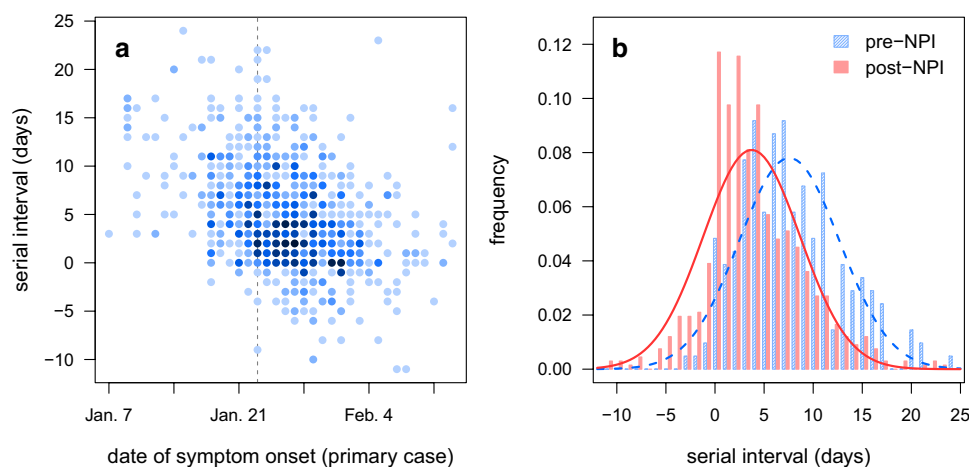 a
25
20
15
10
5
0
−10
serial interval (days)
Jan. 7
Jan. 21
Feb. 4
date of symptom onset (primary case)
b
pre−NPI
post−NPI
0.12
0.10
0.08
0.06
0.04
0.02
0.00
frequency
−10
−5
0
5
10
15
20
25
serial interval (days)